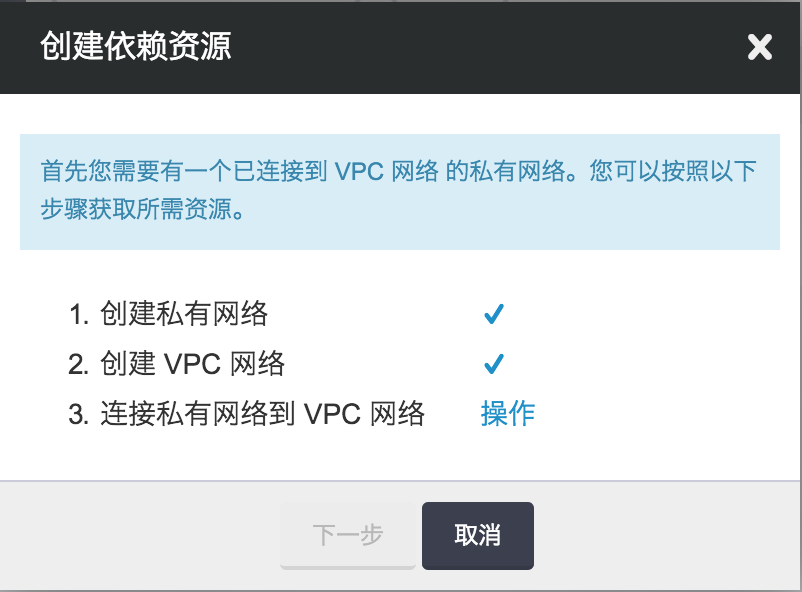 创建依赖资源
首先您需要有一个已连接到 VPC 网络 的私有网络。您可以按照以下
步骤获取所需资源。
1. 创建私有网络
2. 创建 VPC 网络
3. 连接私有网络到 VPC 网络 操作
下一步 取消